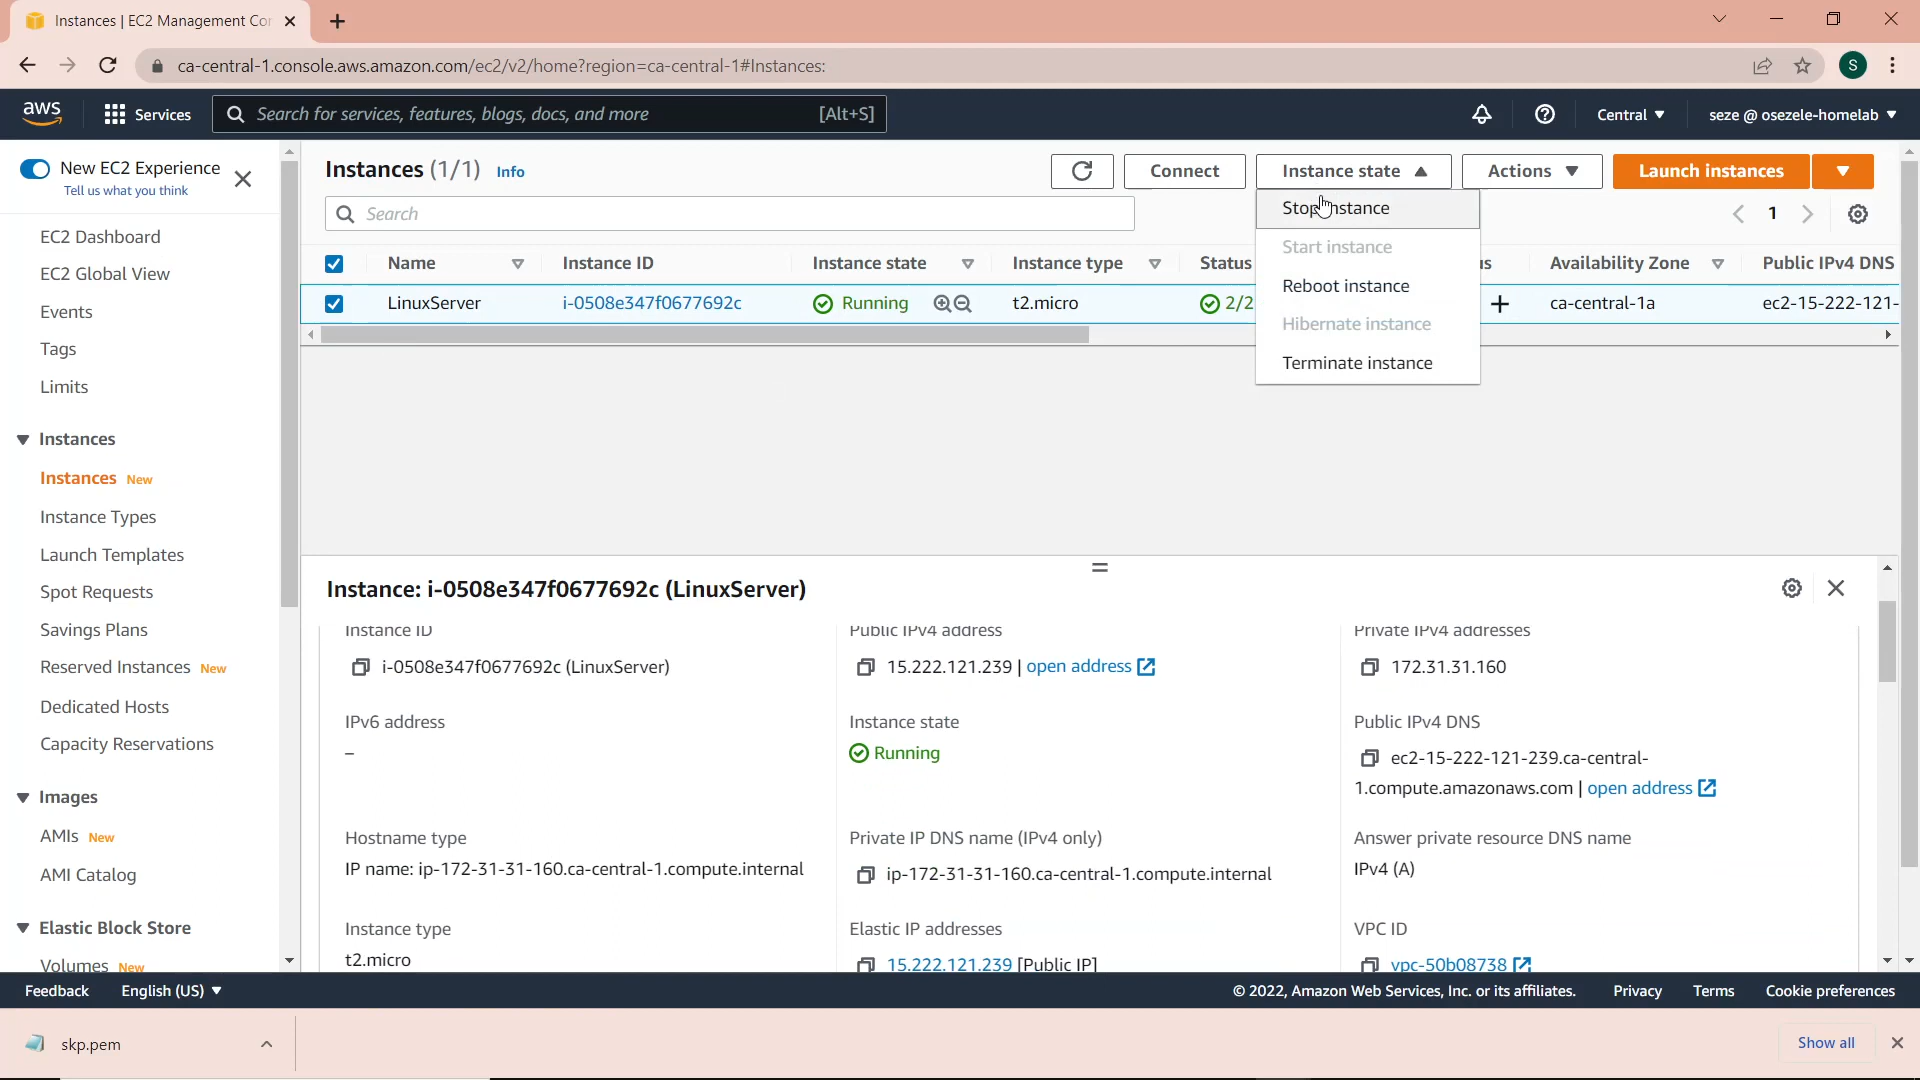 Instances | EC2 Management Con
ca-central-1.console.aws.amazon.com/ec2/v2/home?region=ca-central-1#Instances:
S
aws
Services
Search for services, features, blogs, docs, and more
[Alt+S]
Central
seze @ osezele-homelab
New EC2 Experience
Tell us what you think
EC2 Dashboard
EC2 Global View
Events
Tags
Limits
Instances
Instances New
Instance Types
Launch Templates
Spot Requests
Savings Plans
Reserved Instances New
Dedicated Hosts
Capacity Reservations
Images
AMIs New
AMI Catalog
Elastic Block Store
Volumes New
Instances (1/1) Info
Connect
Instance state
Actions
Launch instances
Search
1
Stop instance
Start instance
Reboot instance
Hibernate instance
Terminate instance
Name Instance ID Instance state Instance type Status us Availability Zone Public IPv4 DNS
LinuxServer i-0508e347f0677692c Running t2.micro 2/2 ca-central-1a ec2-15-222-121-
Instance: i-0508e347f0677692c (LinuxServer)
Instance ID
i-0508e347f0677692c (LinuxServer)
Public IPv4 address
15.222.121.239 | open address
Private IPv4 addresses
172.31.31.160
IPv6 address
–
Instance state
Running
Public IPv4 DNS
ec2-15-222-121-239.ca-central-
1.compute.amazonaws.com | open address
Hostname type
IP name: ip-172-31-31-160.ca-central-1.compute.internal
Private IP DNS name (IPv4 only)
ip-172-31-31-160.ca-central-1.compute.internal
Answer private resource DNS name
IPv4 (A)
Instance type
t2.micro
Elastic IP addresses
15.222.121.239 [Public IP]
VPC ID
vpc-50b08738
Feedback English (US)
© 2022, Amazon Web Services, Inc. or its affiliates. Privacy Terms Cookie preferences
skp.pem
Show all